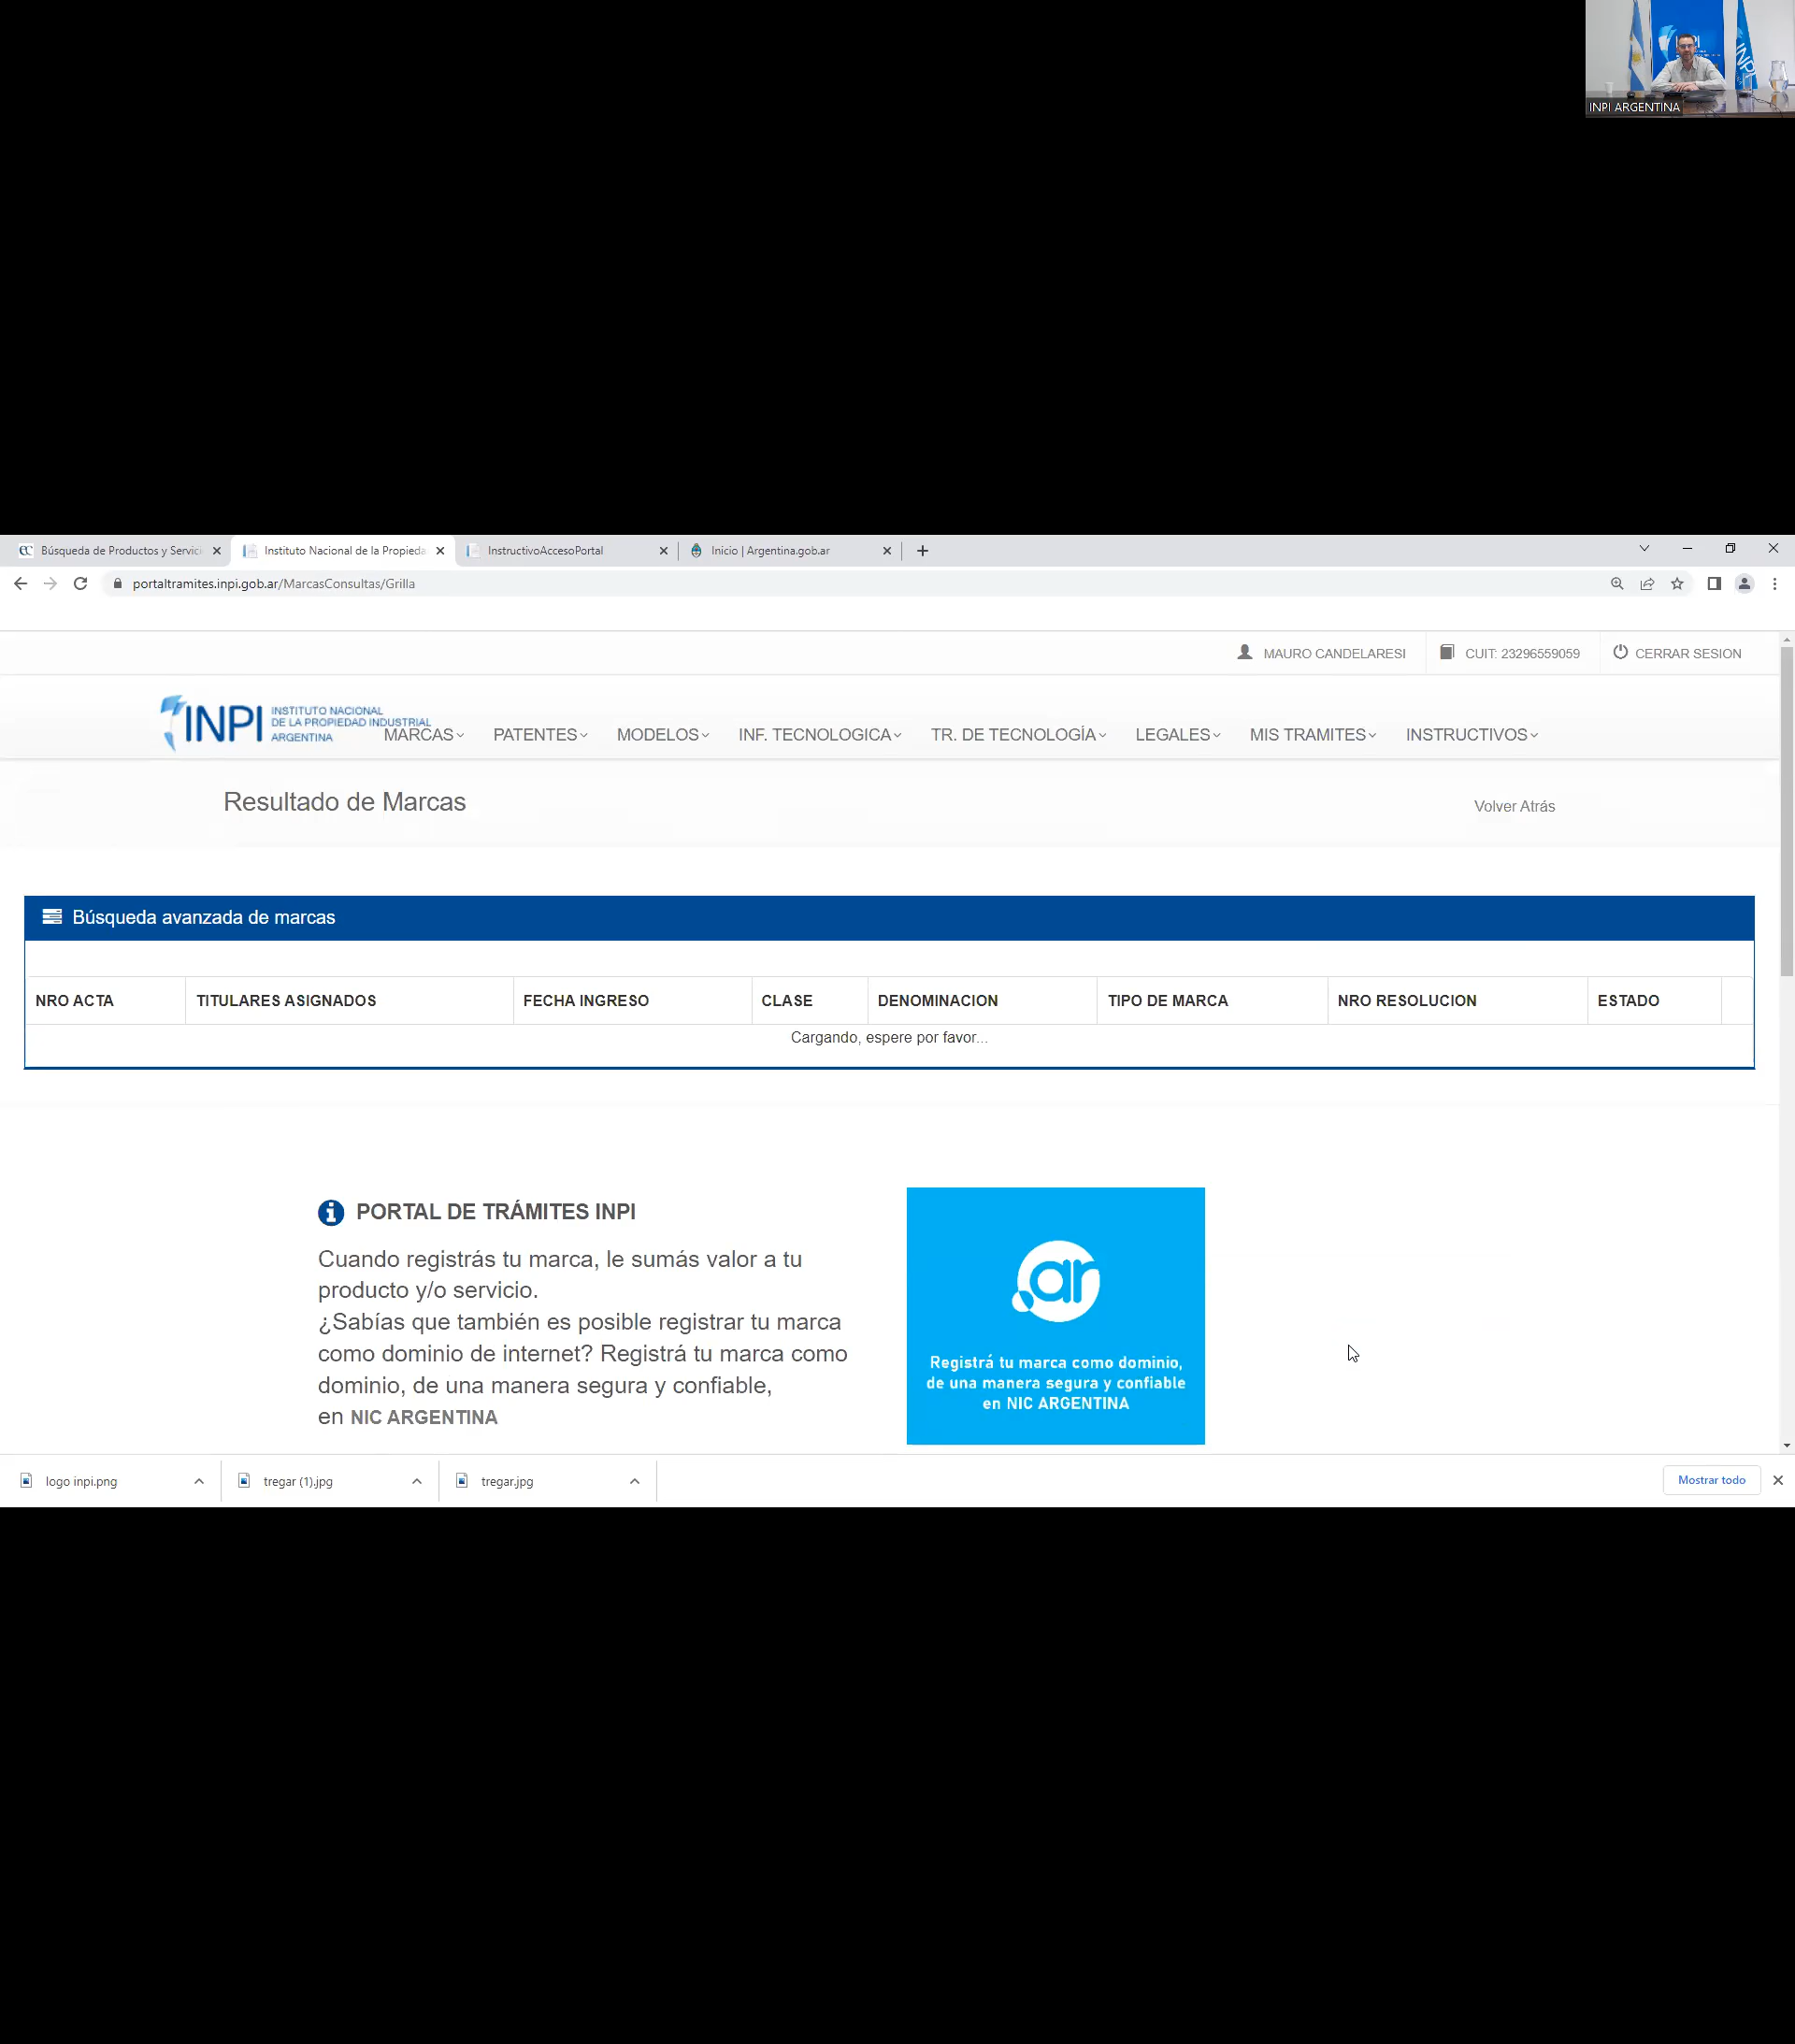 INPI
INPI
INPI ARGENTINA
Búsqueda de Productos y Servici
Instituto Nacional de la Propieda
InstructivoAccesoPortal
Inicio | Argentina.gob.ar
portaltramites.inpi.gob.ar/MarcasConsultas/Grilla
MAURO CANDELARESI
CUIT: 23296559059
CERRAR SESION
INPI
INSTITUTO NACIONAL
DE LA PROPIEDAD INDUSTRIAL
ARGENTINA
MARCAS
PATENTES
MODELOS
INF. TECNOLOGICA
TR. DE TECNOLOGÍA
LEGALES
MIS TRAMITES
INSTRUCTIVOS
Resultado de Marcas
Volver Atrás
Búsqueda avanzada de marcas
NRO ACTA
TITULARES ASIGNADOS
FECHA INGRESO
CLASE
DENOMINACION
TIPO DE MARCA
NRO RESOLUCION
ESTADO
Cargando, espere por favor...
PORTAL DE TRÁMITES INPI
Cuando registrás tu marca, le sumás valor a tu
producto y/o servicio.
¿Sabías que también es posible registrar tu marca
como dominio de internet? Registrá tu marca como
dominio, de una manera segura y confiable,
en NIC ARGENTINA
.ar
Registrá tu marca como dominio,
de una manera segura y confiable
en NIC ARGENTINA
logo inpi.png
tregar (1).jpg
tregar.jpg
Mostrar todo